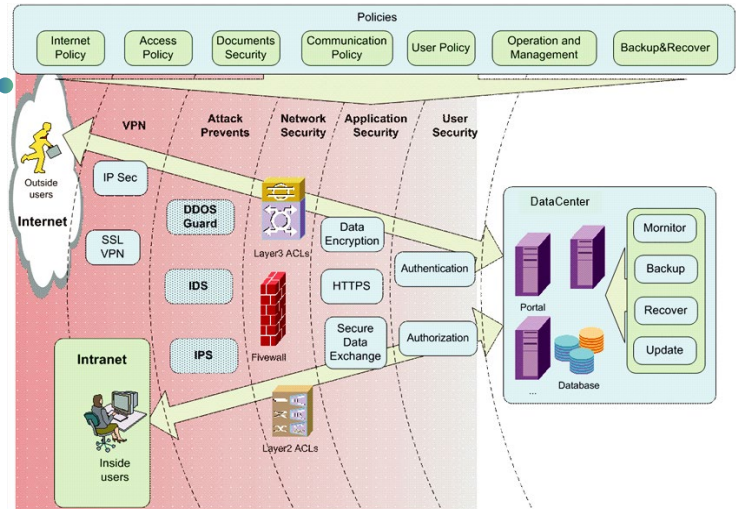 Policies
Internet
Policy
Access
Policy
Documents
Security
Communication
Policy
User Policy
Operation and
Management
Backup&Recover
VPN
Attack
Prevents
Network
Security
Application
Security
User
Security
Outside
users
Internet
IP Sec
SSL
VPN
DDOS
Guard
IDS
IPS
Layer3 ACLs
Fivewall
Layer2 ACLs
Data
Encryption
HTTPS
Secure
Data
Exchange
Authentication
Authorization
Intranet
Inside
users
DataCenter
Portal
Database
...
Mornitor
Backup
Recover
Update